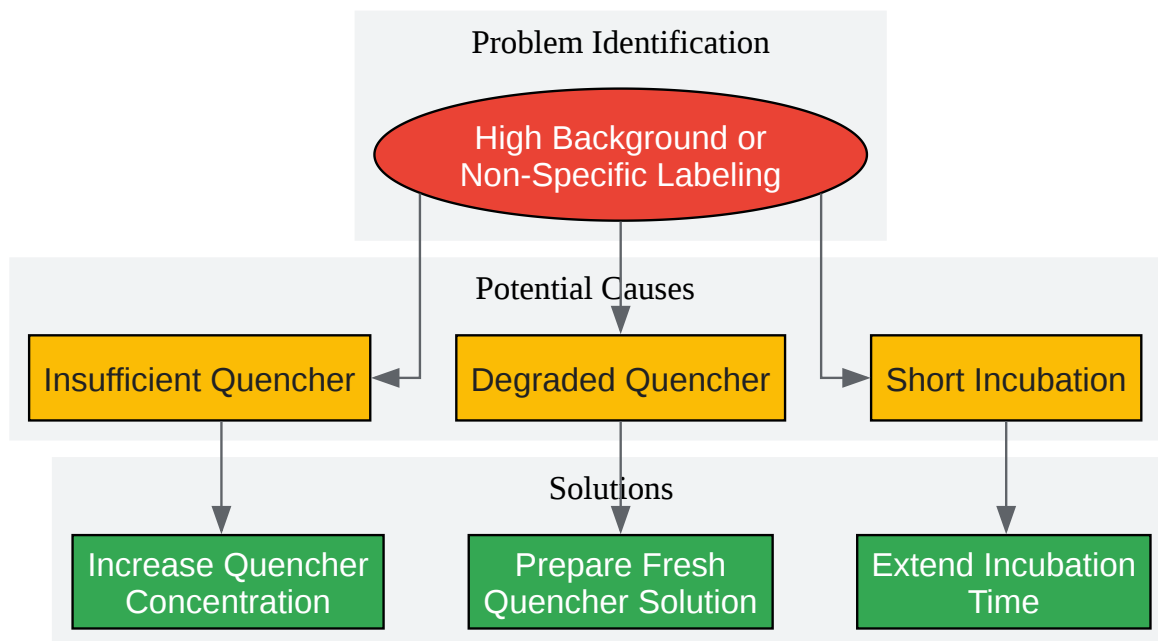 Problem Identification
High Background or
Non-Specific Labeling
Potential Causes
Insufficient Quencher
Degraded Quencher
Short Incubation
Solutions
Increase Quencher
Concentration
Prepare Fresh
Quencher Solution
Extend Incubation
Time